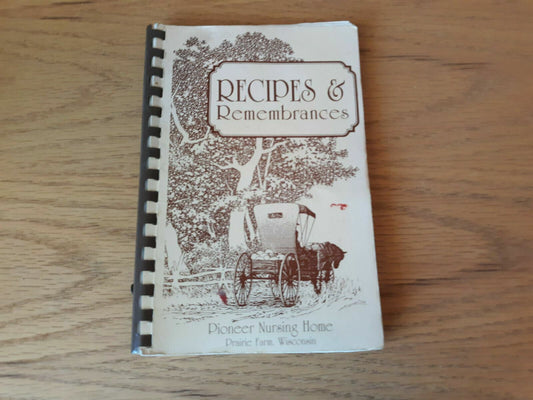 RECIPES &
Remembrances
Pioneer Nursing Home
Prairie Farm, Wisconsin